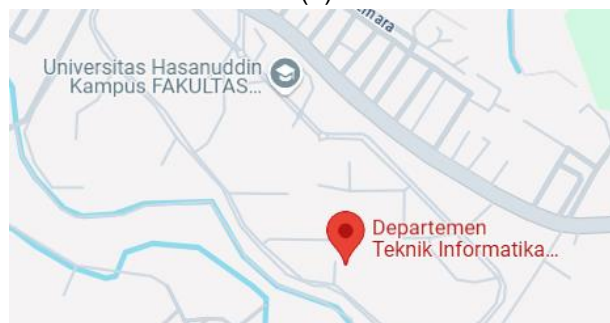 Universitas Hasanuddin
Kampus FAKULTAS...
Departemen
Teknik Informatika...